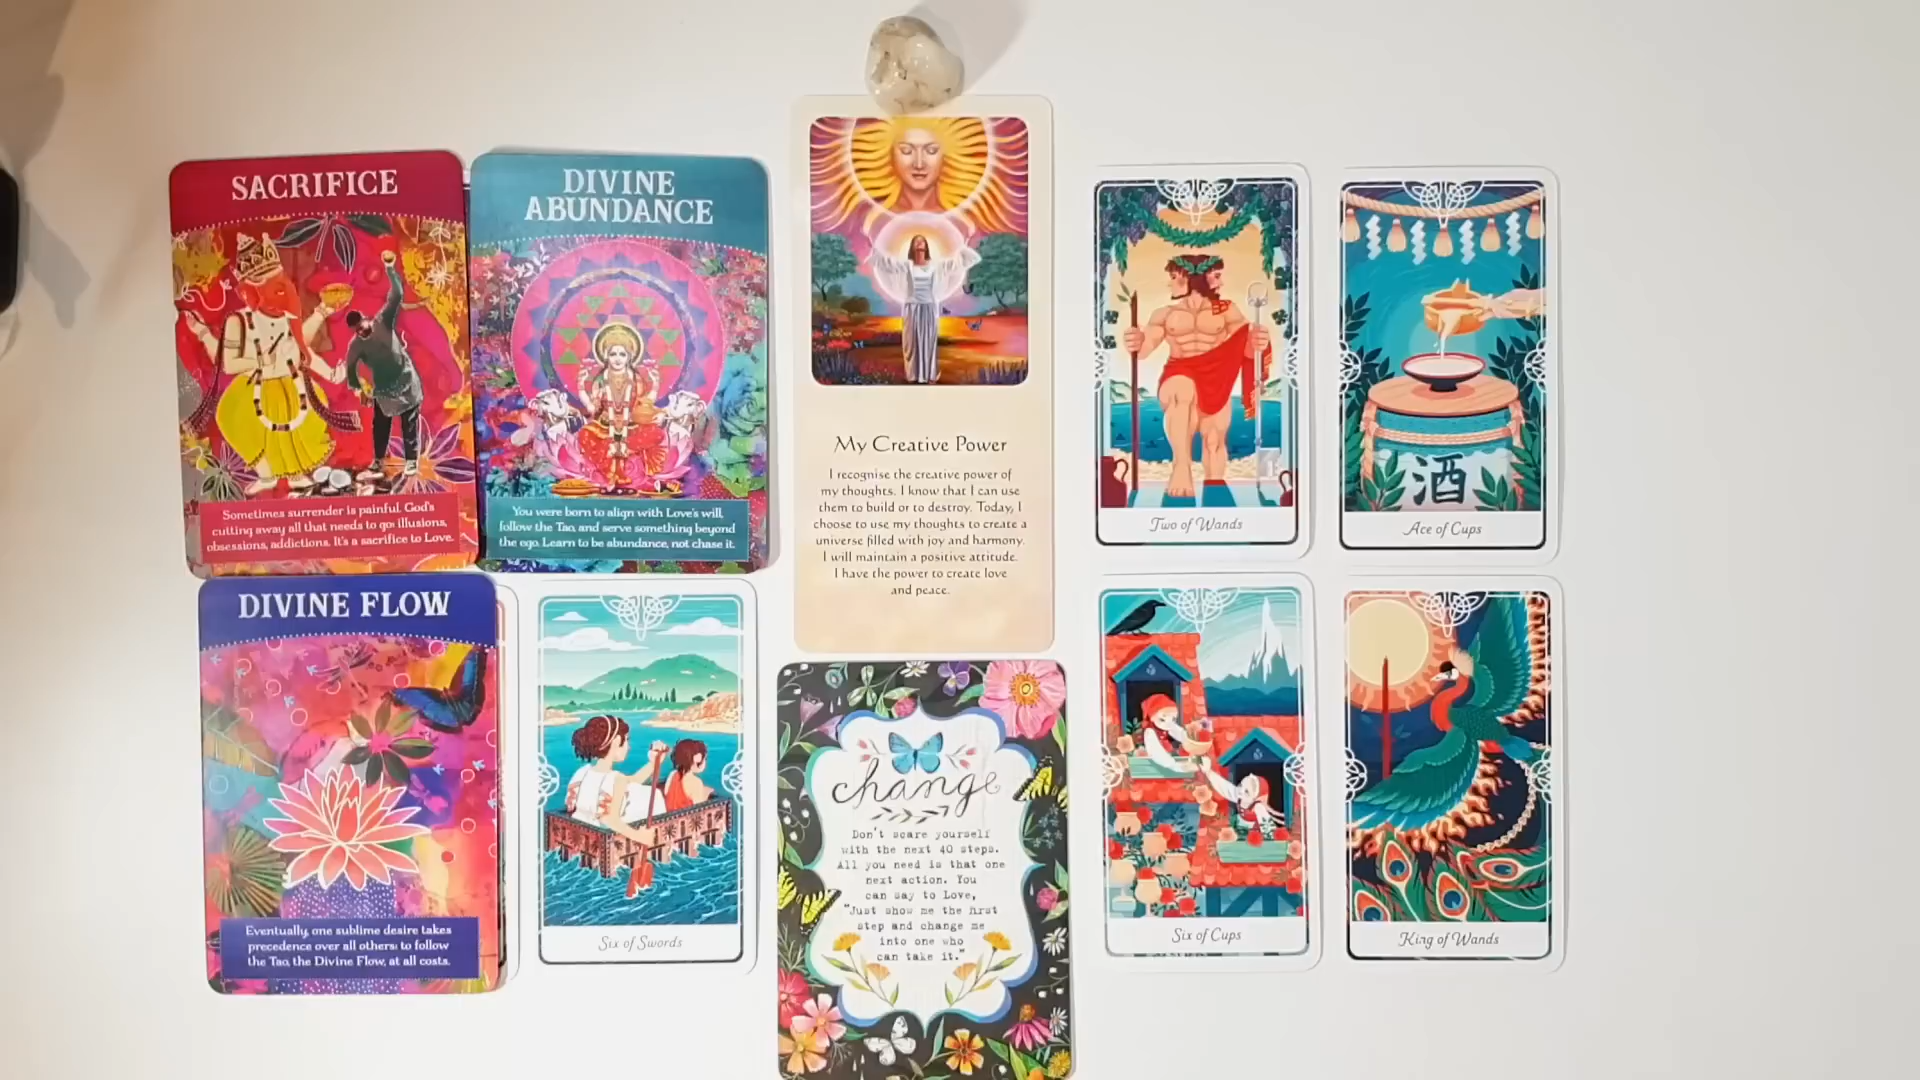 SACRIFICE
Sometimes surrender is painful. God's
cutting away all that needs to go: illusions,
obsessions, addictions. It's a sacrifice to Love.
DIVINE
ABUNDANCE
You were born to align with Love's will,
follow the Tao, and serve something beyond
the ego. Learn to be abundance, not chase it.
My Creative Power
I recognise the creative power of
my thoughts. I know that I can use
them to build or to destroy. Today, I
choose to use my thoughts to create a
universe filled with joy and harmony.
I will maintain a positive attitude.
I have the power to create love
and peace.
Two of Wands
酒
Ace of Cups
DIVINE FLOW
Eventually, one sublime desire takes
precedence over all others: to follow
the Tao, the Divine Flow, at all costs.
Six of Swords
change
Don't scare yourself
with the next 40 steps.
All you need is that one
next action. You
can say to Love,
"Just show me the first
step and change me
into one who
can take it."
Six of Cups
King of Wands